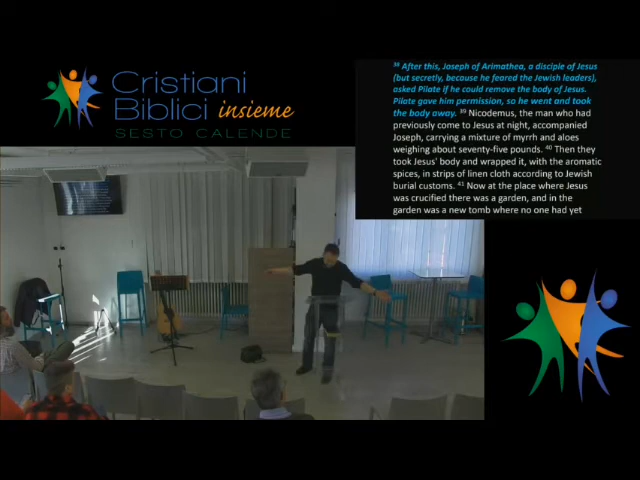 Cristiani
Biblici insieme
SESTO CALENDE
38 After this, Joseph of Arimathea, a disciple of Jesus
(but secretly, because he feared the Jewish leaders),
asked Pilate if he could remove the body of Jesus.
Pilate gave him permission, so he went and took
the body away. 39 Nicodemus, the man who had
previously come to Jesus at night, accompanied
Joseph, carrying a mixture of myrrh and aloes
weighing about seventy-five pounds. 40 Then they
took Jesus' body and wrapped it, with the aromatic
spices, in strips of linen cloth according to Jewish
burial customs. 41 Now at the place where Jesus
was crucified there was a garden, and in the
garden was a new tomb where no one had yet